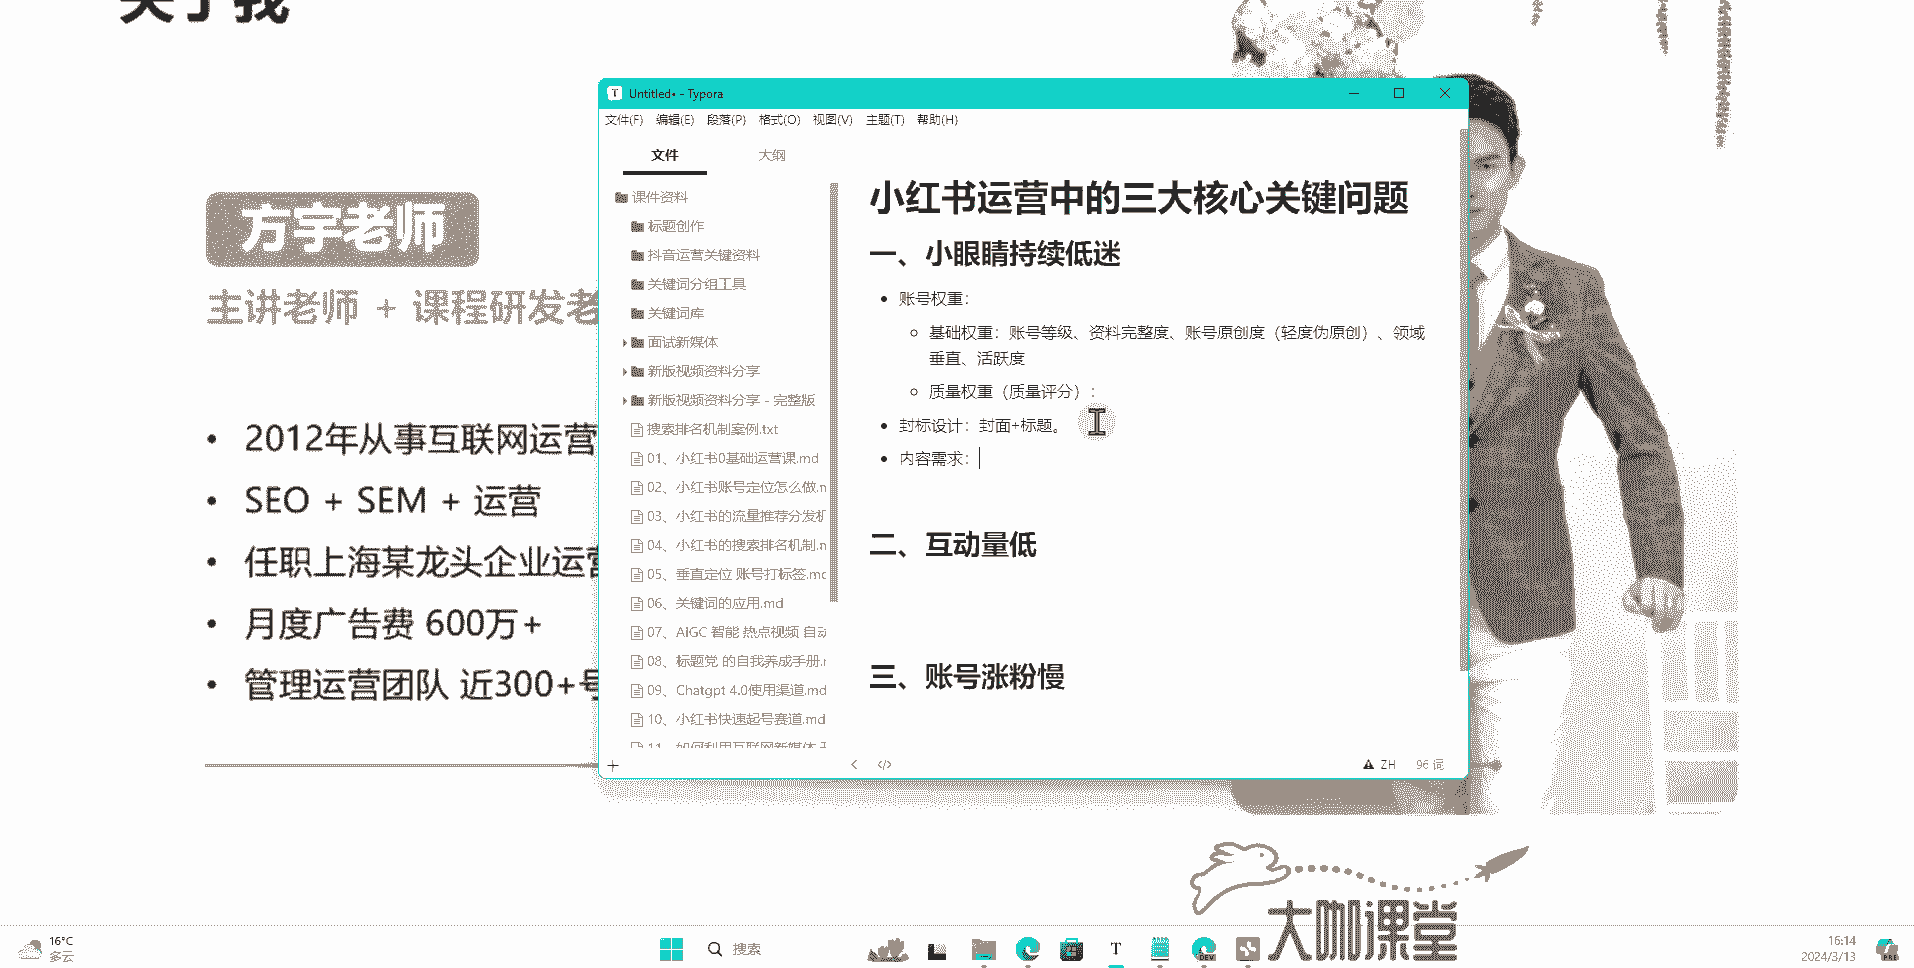 关于我
方宇老师
主讲老师 + 课程研发老
2012年从事互联网运营
SEO + SEM + 运营
任职上海某龙头企业运营
月度广告费 600万+
管理运营团队 近300+号
Untitled• - Typora
文件(F) 编辑(E) 段落(P) 格式(O) 视图(V) 主题(T) 帮助(H)
文件 大纲
课件资料
标题创作
抖音运营关键资料
关键词分组工具
关键词库
面试新媒体
新版视频资料分享
新版视频资料分享 - 完整版
搜索排名机制案例.txt
01、小红书0基础运营课.md
02、小红书账号定位怎么做.m
03、小红书的流量推荐分发机
04、小红书的搜索排名机制.m
05、垂直定位 账号打标签.md
06、关键词的应用.md
07、AIGC 智能 热点视频 自动
08、标题党 的自我养成手册.m
09、Chatgpt 4.0使用渠道.md
10、小红书快速起号赛道.md
11、如何利用互联网新媒体
小红书运营中的三大核心关键问题
一、小眼睛持续低迷
账号权重：
基础权重：账号等级、资料完整度、账号原创度（轻度伪原创）、领域
垂直、活跃度
质量权重（质量评分）：
封标设计：封面+标题。
内容需求：
二、互动量低
三、账号涨粉慢
ZH 96 词
大咖课堂
16°C
多云
搜索
T
DEV
16:14
2024/3/13
PRE